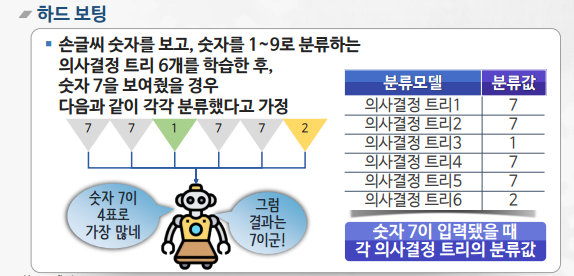 하드 보팅
손글씨 숫자를 보고, 숫자를 1~9로 분류하는
의사결정 트리 6개를 학습한 후,
숫자 7을 보여줬을 경우
다음과 같이 각각 분류했다고 가정
7 7 1 7 7 2
숫자 7이
4표로
가장 많네
그럼
결과는
7이군!
분류모델 분류값
의사결정 트리1 7
의사결정 트리2 7
의사결정 트리3 1
의사결정 트리4 7
의사결정 트리5 7
의사결정 트리6 2
숫자 7이 입력됐을 때
각 의사결정 트리의 분류값